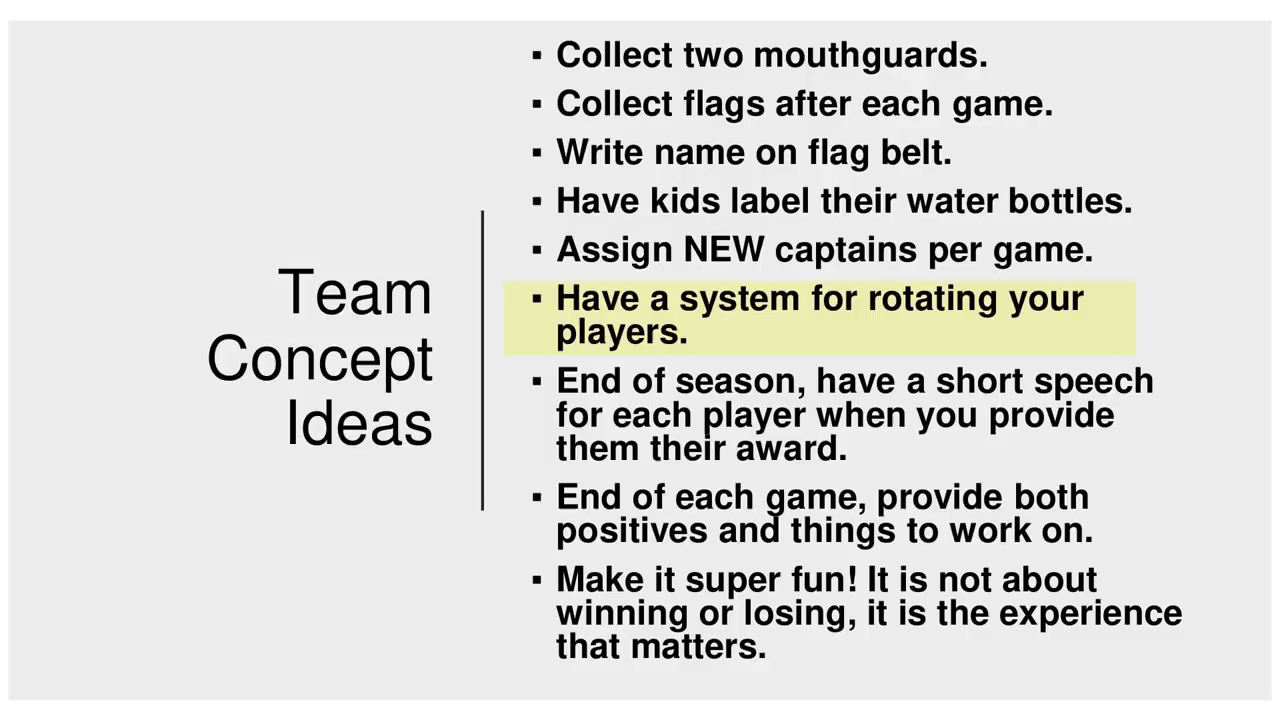 Team
Concept
Ideas
▪ Collect two mouthguards.
▪ Collect flags after each game.
▪ Write name on flag belt.
▪ Have kids label their water bottles.
▪ Assign NEW captains per game.
▪ Have a system for rotating your
players.
▪ End of season, have a short speech
for each player when you provide
them their award.
▪ End of each game, provide both
positives and things to work on.
▪ Make it super fun! It is not about
winning or losing, it is the experience
that matters.